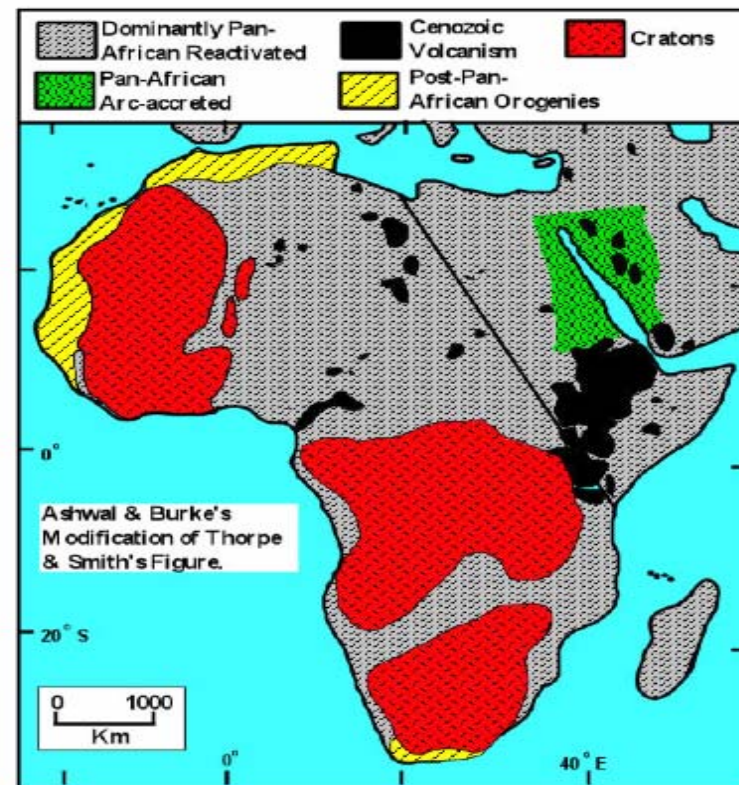 Dominantly Pan-
African Reactivated
Cenozoic
Volcanism
Cratons
Pan-African
Arc-accreted
Post-Pan-
African Orogenies
0°
Ashwal & Burke's
Modification of Thorpe
& Smith's Figure.
20° S
0 1000
Km
0°
40° E